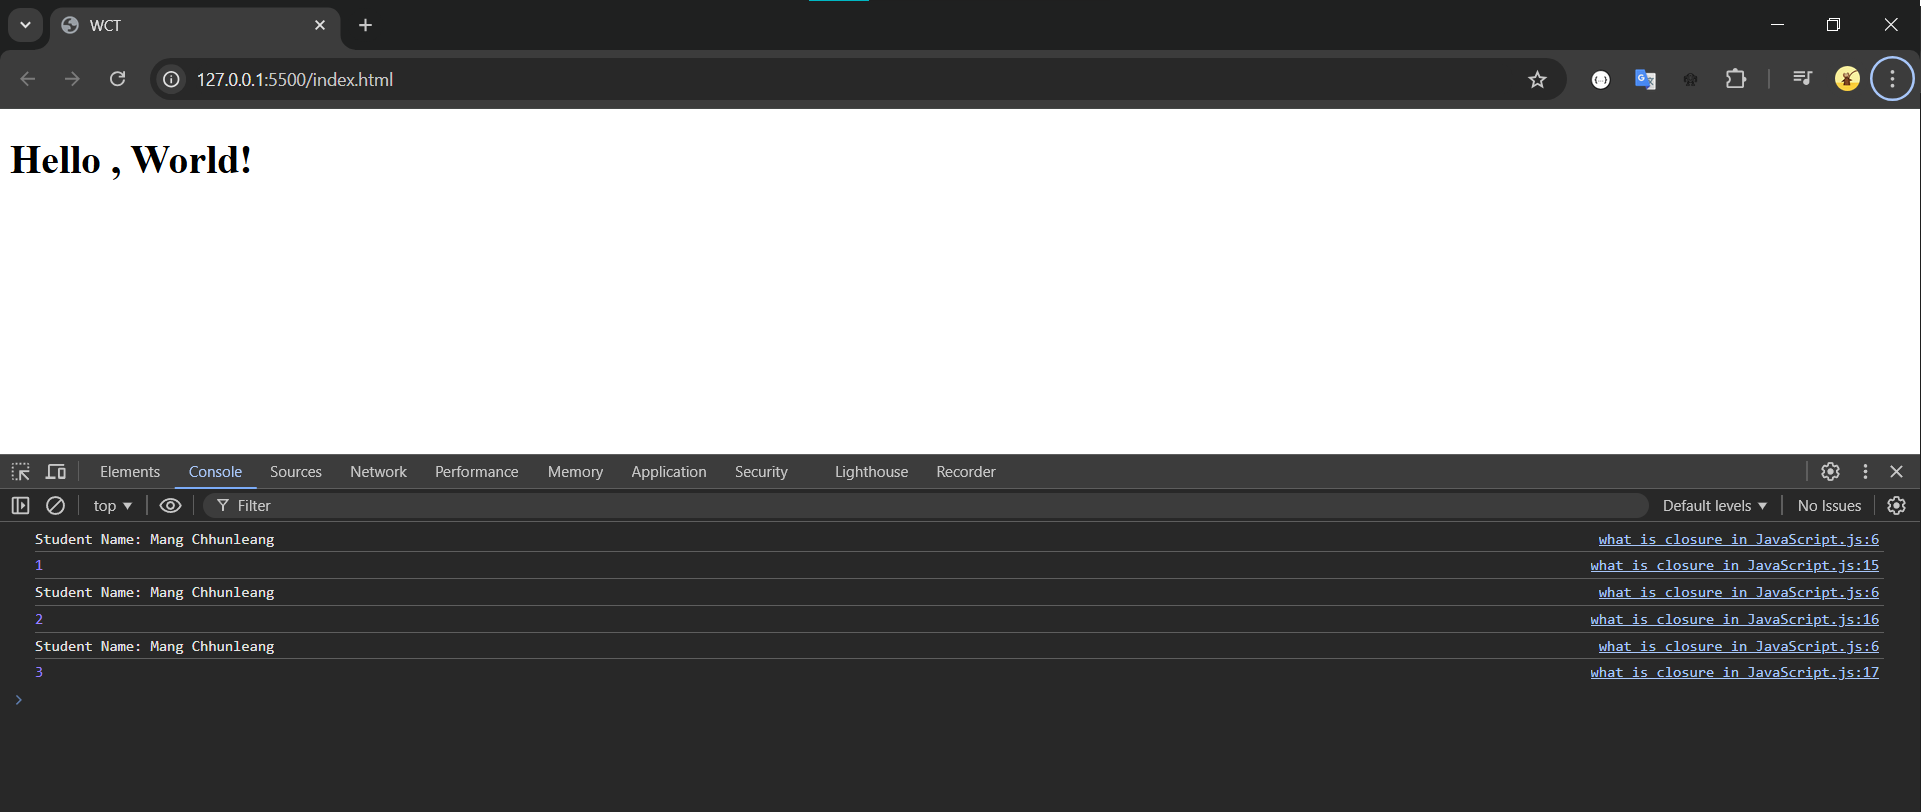 WCT
127.0.0.1:5500/index.html
Hello , World!
Elements Console Sources Network Performance Memory Application Security Lighthouse Recorder
top Filter Default levels No Issues
Student Name: Mang Chhunleang what is closure in JavaScript.js:6
1 what is closure in JavaScript.js:15
Student Name: Mang Chhunleang what is closure in JavaScript.js:6
2 what is closure in JavaScript.js:16
Student Name: Mang Chhunleang what is closure in JavaScript.js:6
3 what is closure in JavaScript.js:17